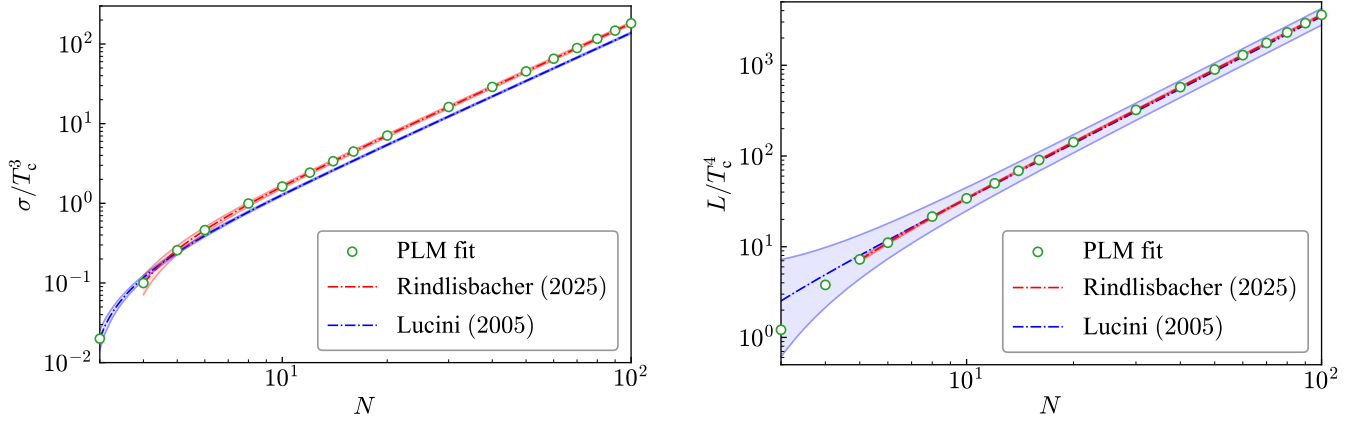 σ/T_c^3
10^2
10^1
10^0
10^{-1}
10^{-2}
PLM fit
Rindlisbacher (2025)
Lucini (2005)
10^1
10^2
N
L/T_c^4
10^3
10^2
10^1
10^0
PLM fit
Rindlisbacher (2025)
Lucini (2005)
10^1
10^2
N